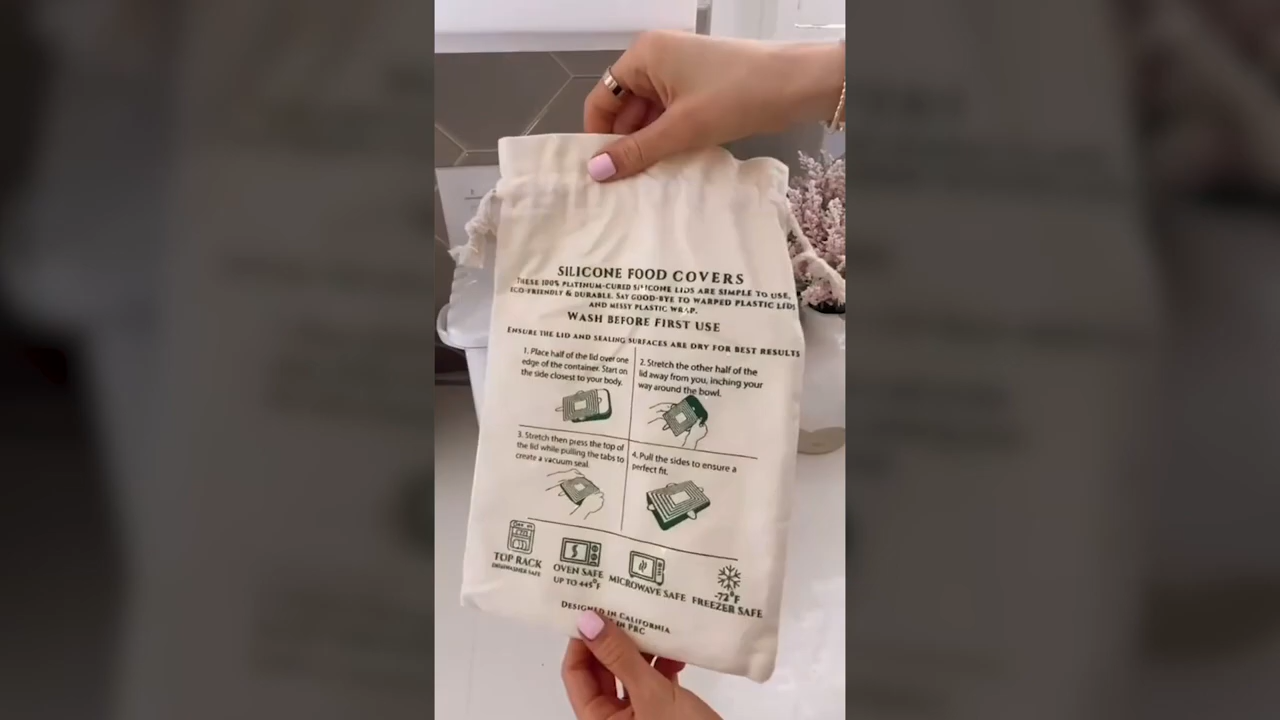 SILICONE FOOD COVERS
THESE 100% PLATINUM-CURED SILICONE LIDS ARE SIMPLE TO USE,
ECO-FRIENDLY & DURABLE. SAY GOOD-BYE TO WARPED PLASTIC LIDS
AND MESSY PLASTIC WRAP.
WASH BEFORE FIRST USE
ENSURE THE LID AND SEALING SURFACES ARE DRY FOR BEST RESULTS
1. Place half of the lid over one
edge of the container. Start on
the side closest to your body.
2. Stretch the other half of the
lid away from you, inching your
way around the bowl.
3. Stretch then press the top of
the lid while pulling the tabs to
create a vacuum seal.
4. Pull the sides to ensure a
perfect fit.
TOP RACK
DISHWASHER SAFE
OVEN SAFE
UP TO 445°F
MICROWAVE SAFE
-72°F
FREEZER SAFE
DESIGNED IN CALIFORNIA
IN PRC